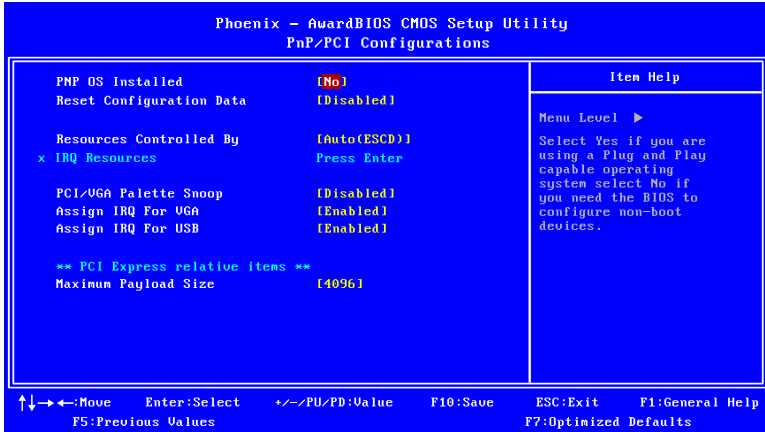 Phoenix - AwardBIOS CMOS Setup Utility
PnP/PCI Configurations
PNP OS Installed [No]
Reset Configuration Data [Disabled]
Resources Controlled By [Auto(ESCD)]
x IRQ Resources Press Enter
PCI/VGA Palette Snoop [Disabled]
Assign IRQ For VGA [Enabled]
Assign IRQ For USB [Enabled]
** PCI Express relative items **
Maximum Payload Size [4096]
Item Help
Menu Level ▶
Select Yes if you are
using a Plug and Play
capable operating
system select No if
you need the BIOS to
configure non-boot
devices.
↑↓→←:Move Enter:Select +/-/PU/PD:Value F10:Save ESC:Exit F1:General Help
F5:Previous Values F7:Optimized Defaults